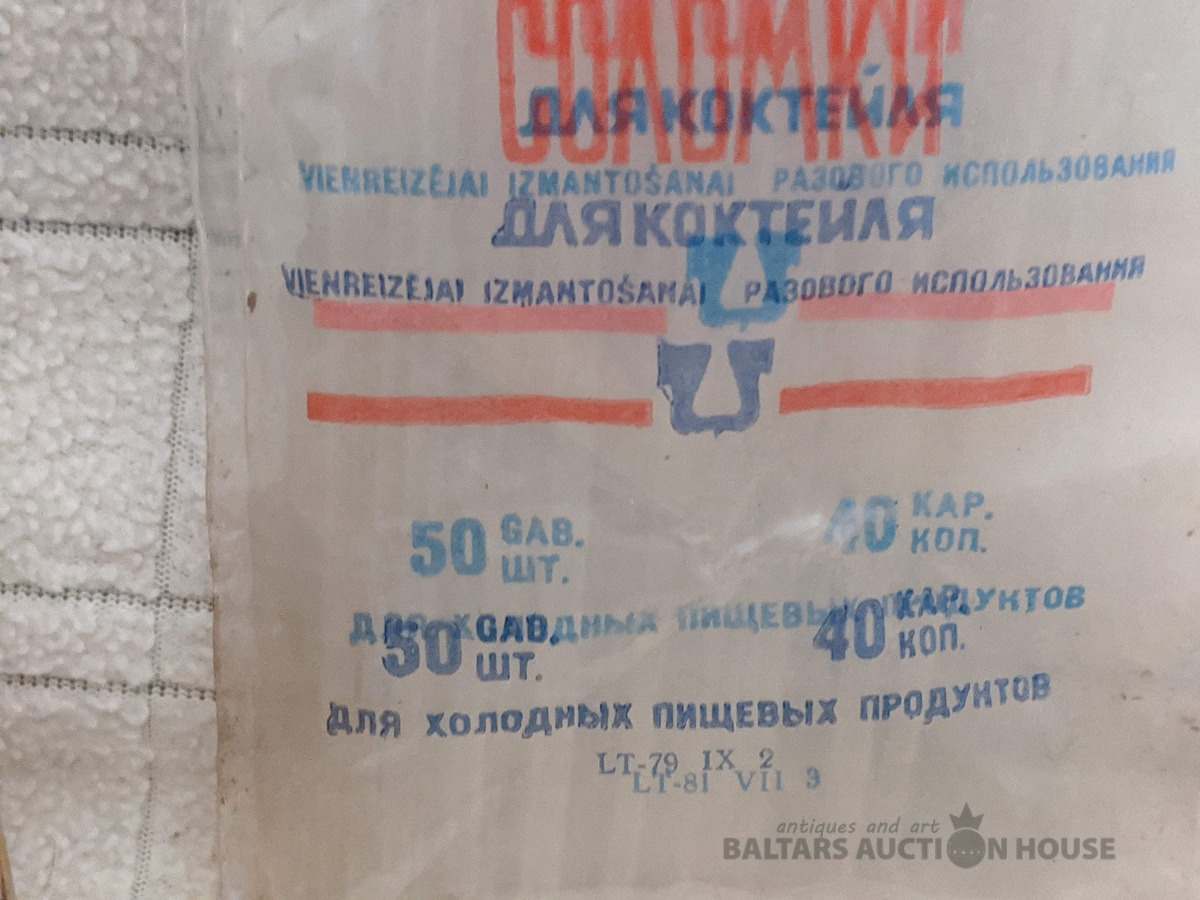 СОЛОМКИ
ДЛЯ КОКТЕЙЛЯ
VIENREIZĒJAI IZMANTOŠANAI РАЗОВОГО ИСПОЛЬЗОВАНИЯ
ДЛЯ КОКТЕЙЛЯ
VIENREIZĒJAI IZMANTOŠANAI РАЗОВОГО ИСПОЛЬЗОВАНИЯ
50 GAB. ШТ. 40 KAP. КОП.
ДЛЯ ХОЛОДНЫХ ПИЩЕВЫХ ПРОДУКТОВ
50 GAB. ШТ. 40 KAP. КОП.
ДЛЯ ХОЛОДНЫХ ПИЩЕВЫХ ПРОДУКТОВ
LT-79 IX 2
LT-81 VII 3
antiques and art
BALTARS AUCTION HOUSE